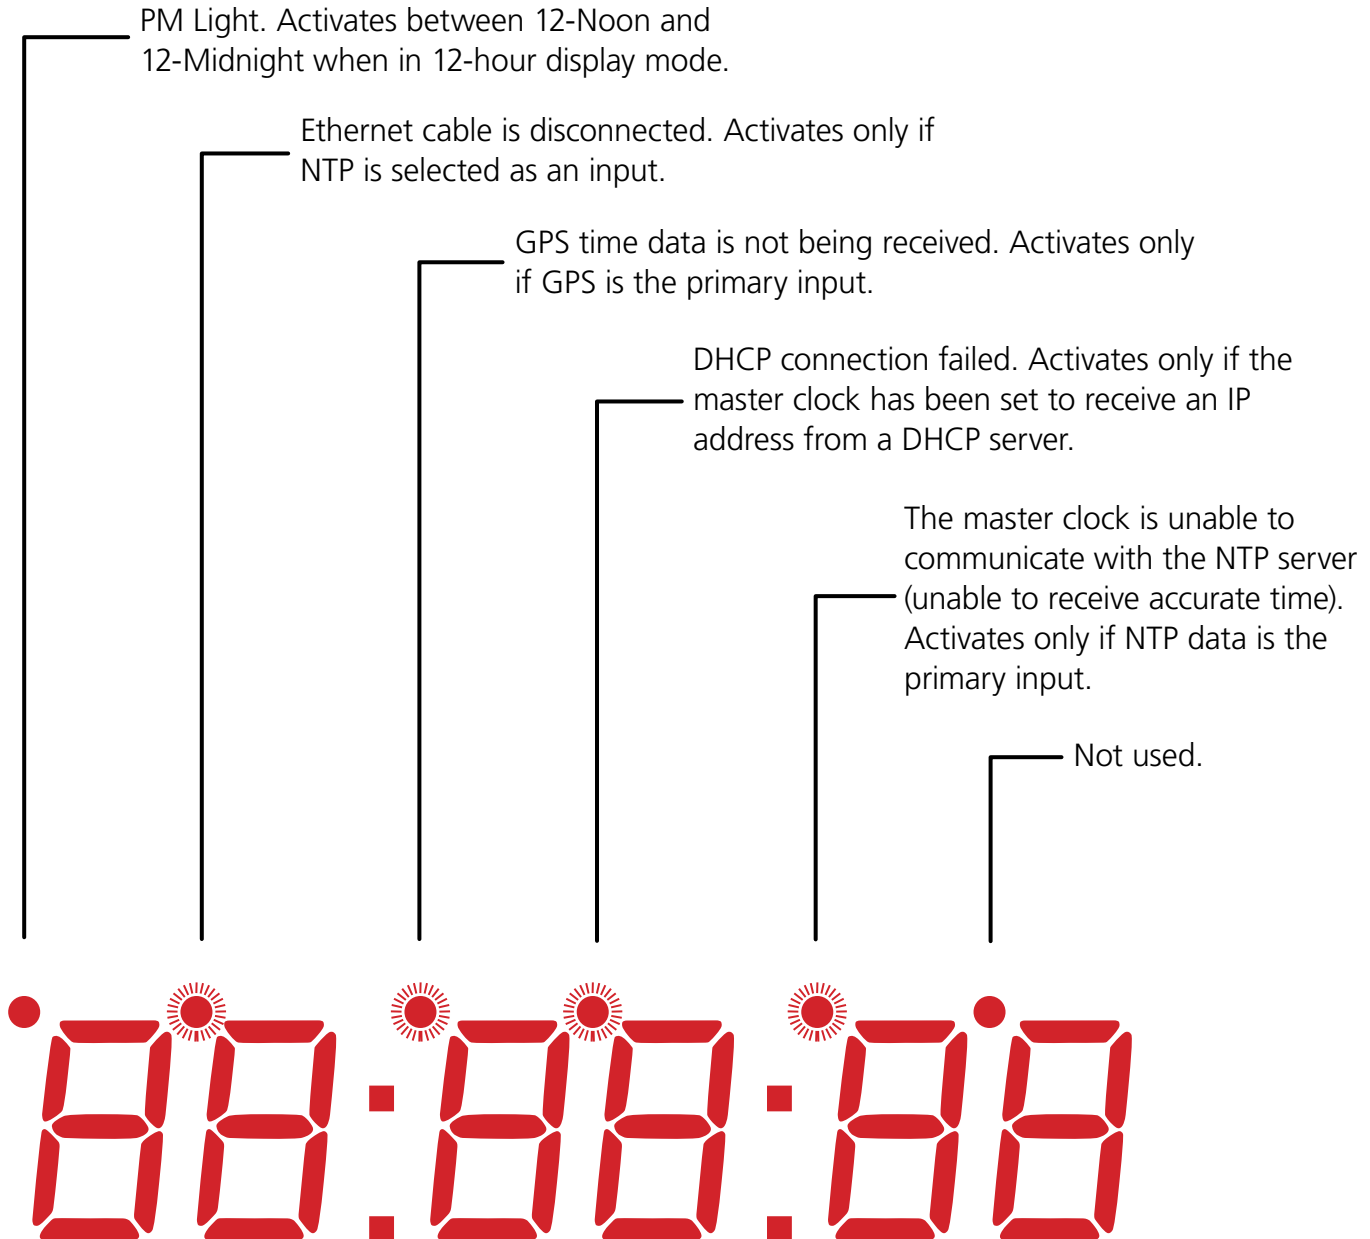 PM Light. Activates between 12-Noon and
12-Midnight when in 12-hour display mode.
Ethernet cable is disconnected. Activates only if
NTP is selected as an input.
GPS time data is not being received. Activates only
if GPS is the primary input.
DHCP connection failed. Activates only if the
master clock has been set to receive an IP
address from a DHCP server.
The master clock is unable to
communicate with the NTP server
(unable to receive accurate time).
Activates only if NTP data is the
primary input.
Not used.
88:88:88